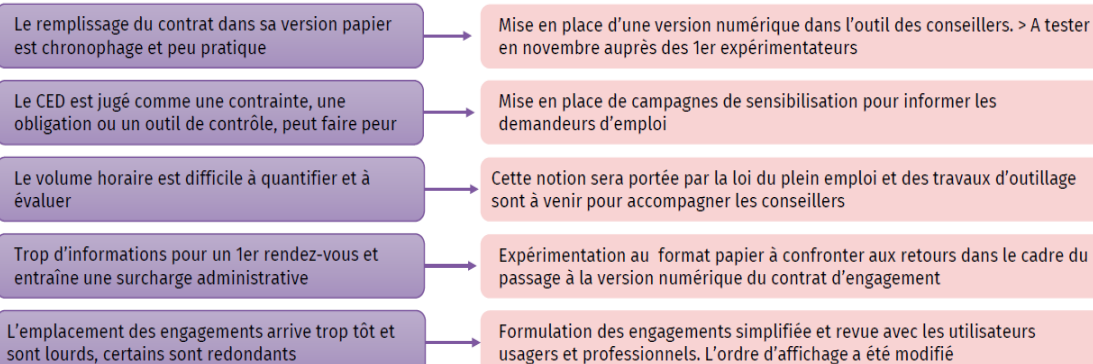 Le remplissage du contrat dans sa version papier
est chronophage et peu pratique
Mise en place d’une version numérique dans l’outil des conseillers. > A tester
en novembre auprès des 1er expérimentateurs
Le CED est jugé comme une contrainte, une
obligation ou un outil de contrôle, peut faire peur
Mise en place de campagnes de sensibilisation pour informer les
demandeurs d’emploi
Le volume horaire est difficile à quantifier et à
évaluer
Cette notion sera portée par la loi du plein emploi et des travaux d’outillage
sont à venir pour accompagner les conseillers
Trop d’informations pour un 1er rendez-vous et
entraîne une surcharge administrative
Expérimentation au format papier à confronter aux retours dans le cadre du
passage à la version numérique du contrat d’engagement
L’emplacement des engagements arrive trop tôt et
sont lourds, certains sont redondants
Formulation des engagements simplifiée et revue avec les utilisateurs
usagers et professionnels. L’ordre d’affichage a été modifié